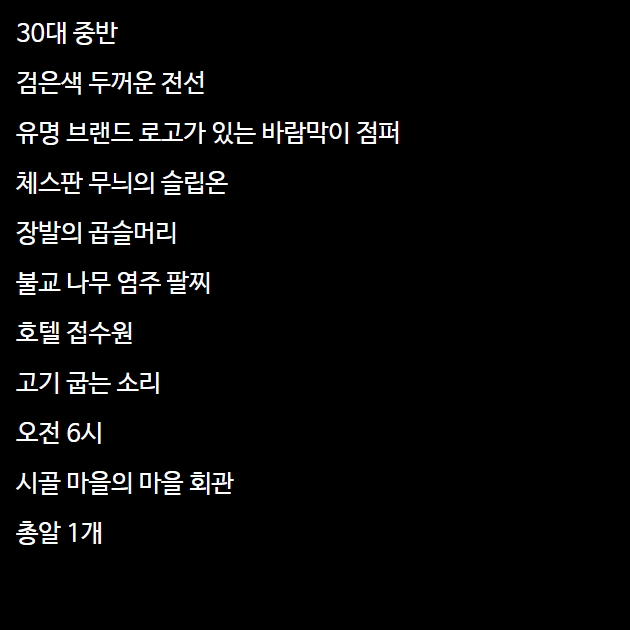 30대 중반
검은색 두꺼운 전선
유명 브랜드 로고가 있는 바람막이 점퍼
체스판 무늬의 슬립온
장발의 곱슬머리
불교 나무 염주 팔찌
호텔 접수원
고기 굽는 소리
오전 6시
시골 마을의 마을 회관
총알 1개